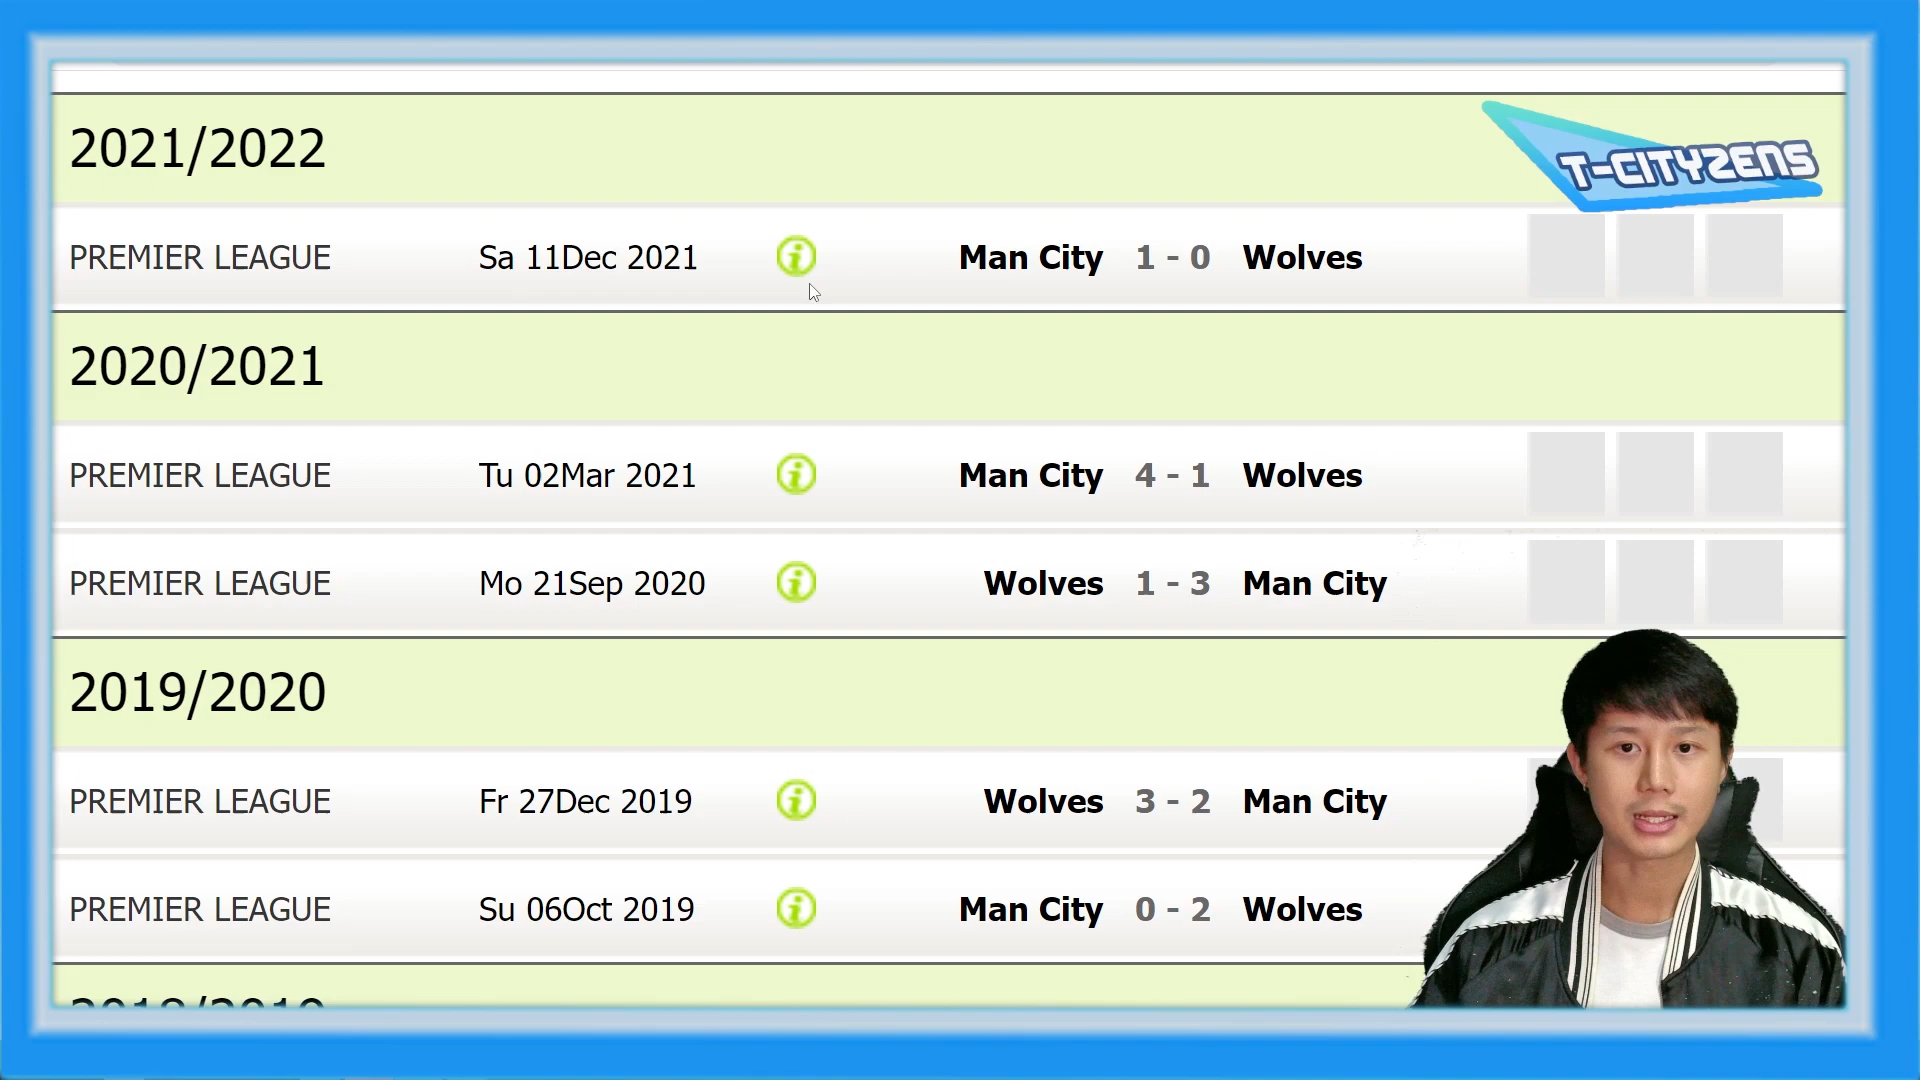 2021/2022
T-CITYZENS
PREMIER LEAGUE Sa 11Dec 2021 i Man City 1 - 0 Wolves
2020/2021
PREMIER LEAGUE Tu 02Mar 2021 i Man City 4 - 1 Wolves
PREMIER LEAGUE Mo 21Sep 2020 i Wolves 1 - 3 Man City
2019/2020
PREMIER LEAGUE Fr 27Dec 2019 i Wolves 3 - 2 Man City
PREMIER LEAGUE Su 06Oct 2019 i Man City 0 - 2 Wolves
2018/2019